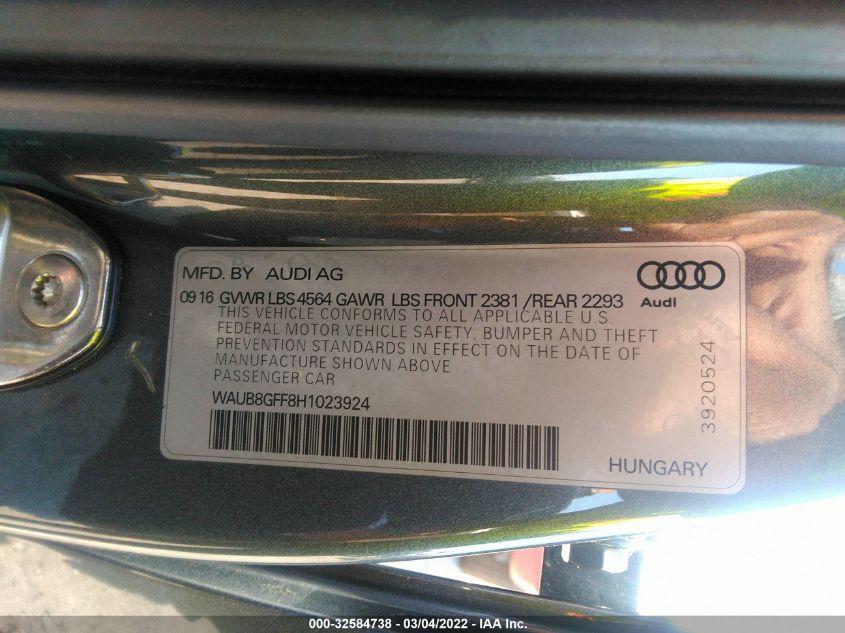 MFD. BY AUDI AG
09 16 GVWR LBS 4564 GAWR LBS FRONT 2381 /REAR 2293
THIS VEHICLE CONFORMS TO ALL APPLICABLE U.S.
FEDERAL MOTOR VEHICLE SAFETY, BUMPER AND THEFT
PREVENTION STANDARDS IN EFFECT ON THE DATE OF
MANUFACTURE SHOWN ABOVE
PASSENGER CAR
WAUB8GFF8H1023924
Audi
3920524
HUNGARY
000-32584738 - 03/04/2022 - IAA Inc.